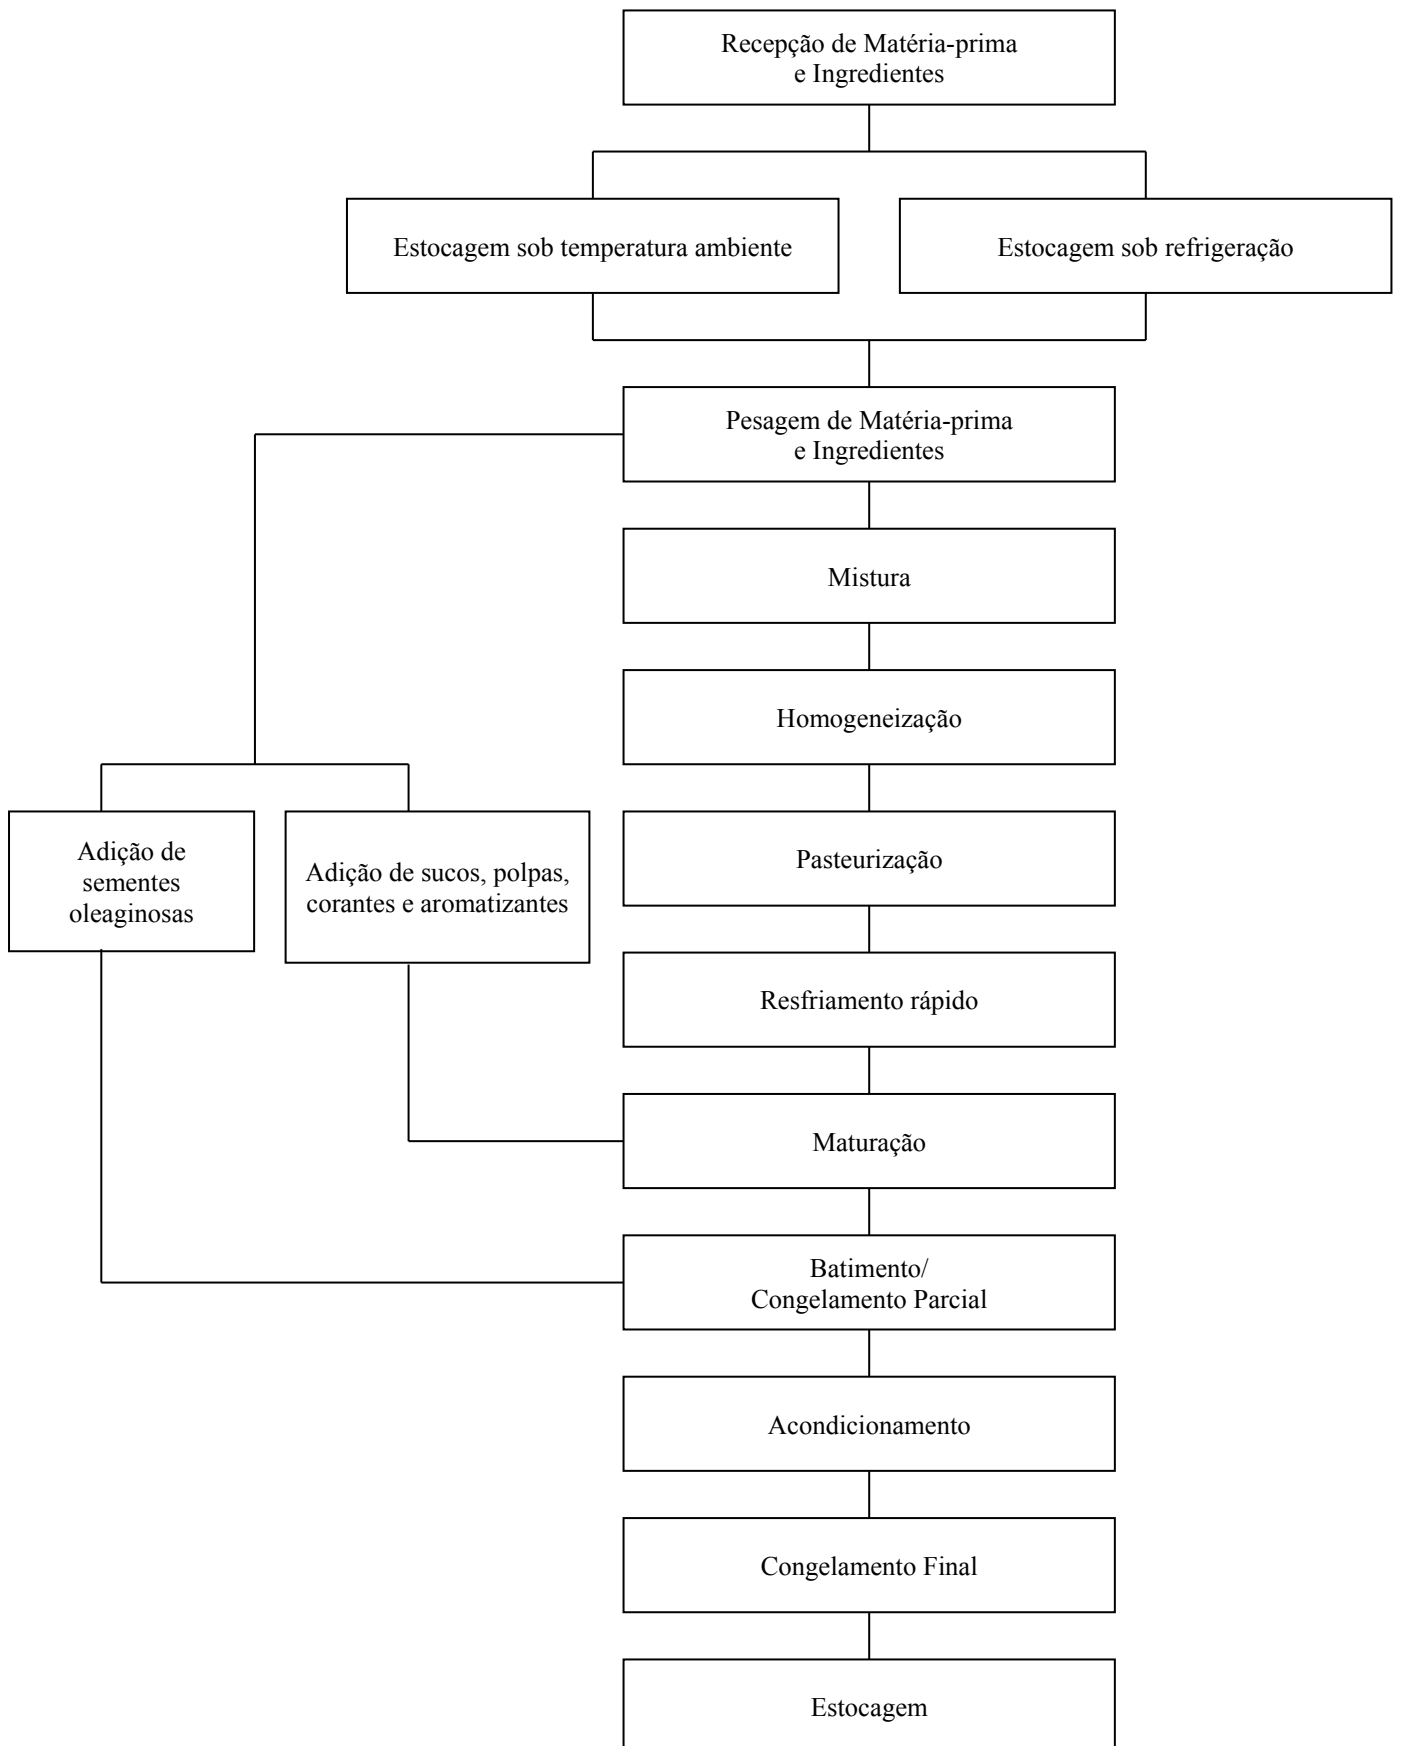 Recepção de Matéria-prima
e Ingredientes
Estocagem sob temperatura ambiente
Estocagem sob refrigeração
Pesagem de Matéria-prima
e Ingredientes
Mistura
Homogeneização
Adição de
sementes
oleaginosas
Adição de sucos, polpas,
corantes e aromatizantes
Pasteurização
Resfriamento rápido
Maturação
Batimento/
Congelamento Parcial
Acondicionamento
Congelamento Final
Estocagem